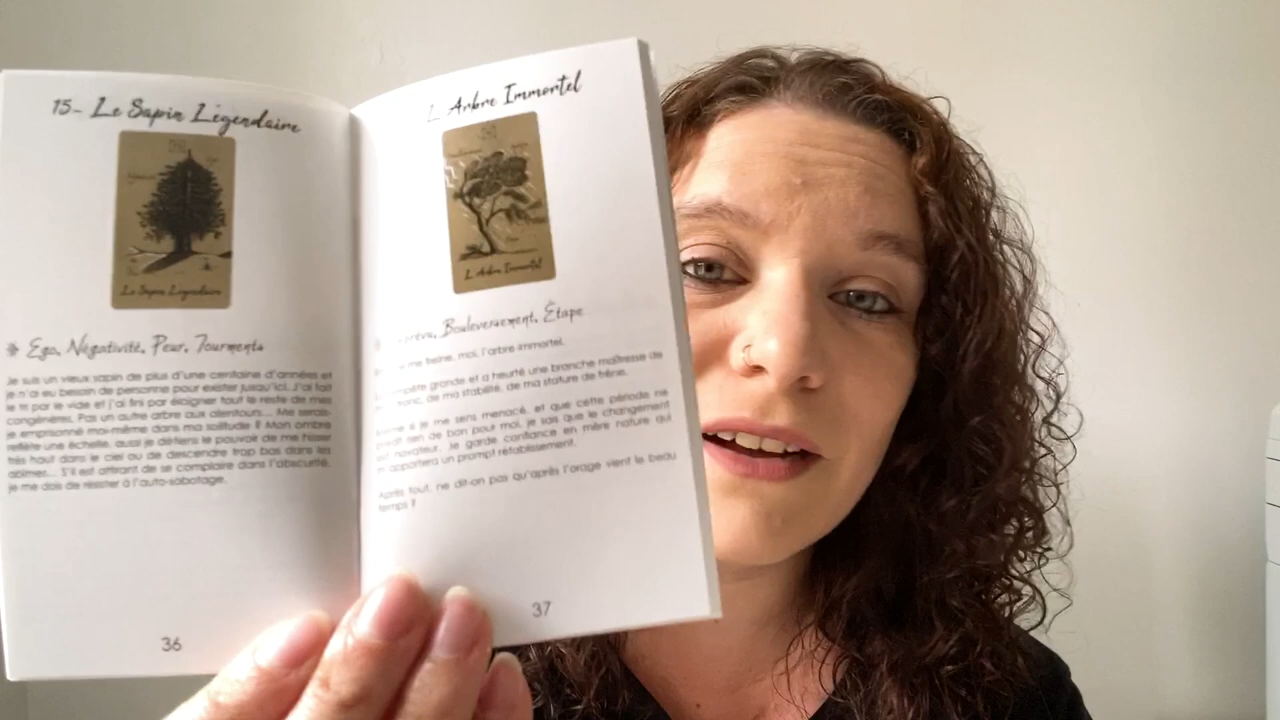 15- Le Sapin Légendaire
Le Sapin Légendaire
Ego, Négativité, Peur, Tourments
Je suis un vieux sapin de plus d'une centaine d'années et
je n'ai eu besoin de personne pour exister jusqu'ici. J'ai fait
le tri par le vide et j'ai fini par éloigner tout le reste de mes
congénères. Pas un autre arbre aux alentours... Me serais-
je emprisonné moi-même dans ma solitude ? Mon ombre
reflète une échelle, aussi je détiens le pouvoir de me hisser
très haut dans le ciel ou de descendre trop bas dans les
abîmes... S'il est attirant de se complaire dans l'obscurité,
je me dois de résister à l'auto-sabotage.
36
L'Arbre Immortel
L'Arbre Immortel
Bouleversement, Étape
me freine, moi, l'arbre immortel.
grande et a heurté une branche maîtresse de
tronc, de ma stabilité, de ma stature de frêne.
si je me sens menacé, et que cette période ne
rien de bon pour moi, je sais que le changement
est novateur. Je garde confiance en mère nature qui
m'apportera un prompt rétablissement.
Après tout, ne dit-on pas qu'après l'orage vient le beau
temps ?
37